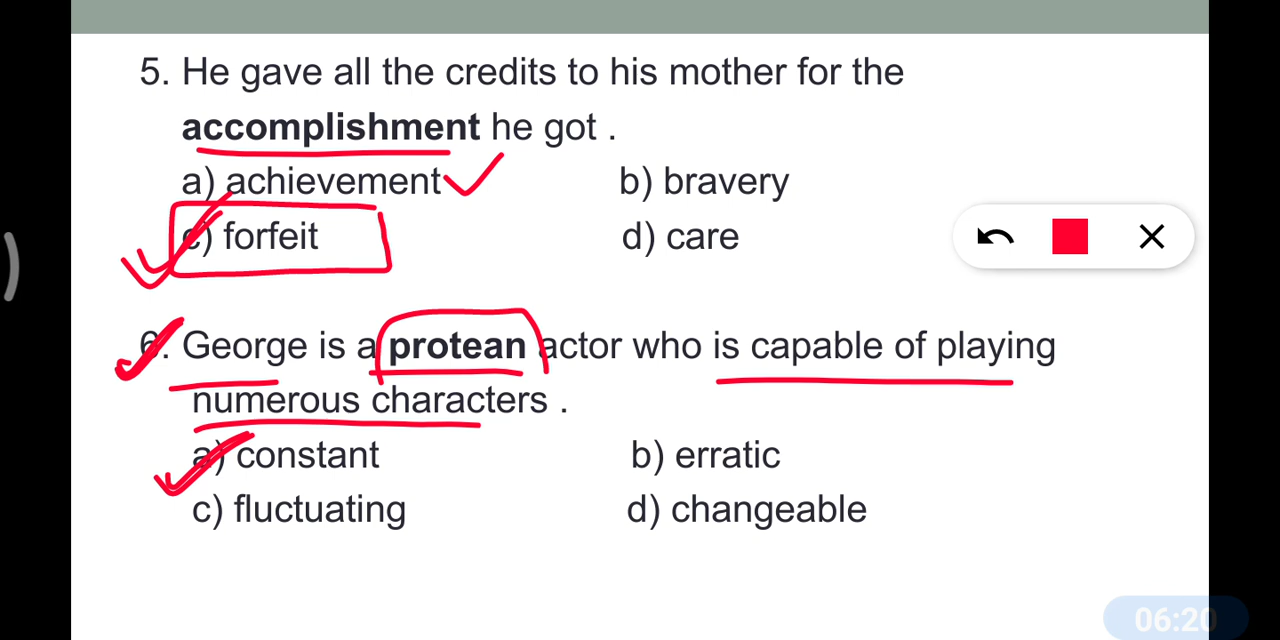 5. He gave all the credits to his mother for the
accomplishment he got .
a) achievement b) bravery
c) forfeit d) care
6. George is a protean actor who is capable of playing
numerous characters .
a) constant b) erratic
c) fluctuating d) changeable
06:20